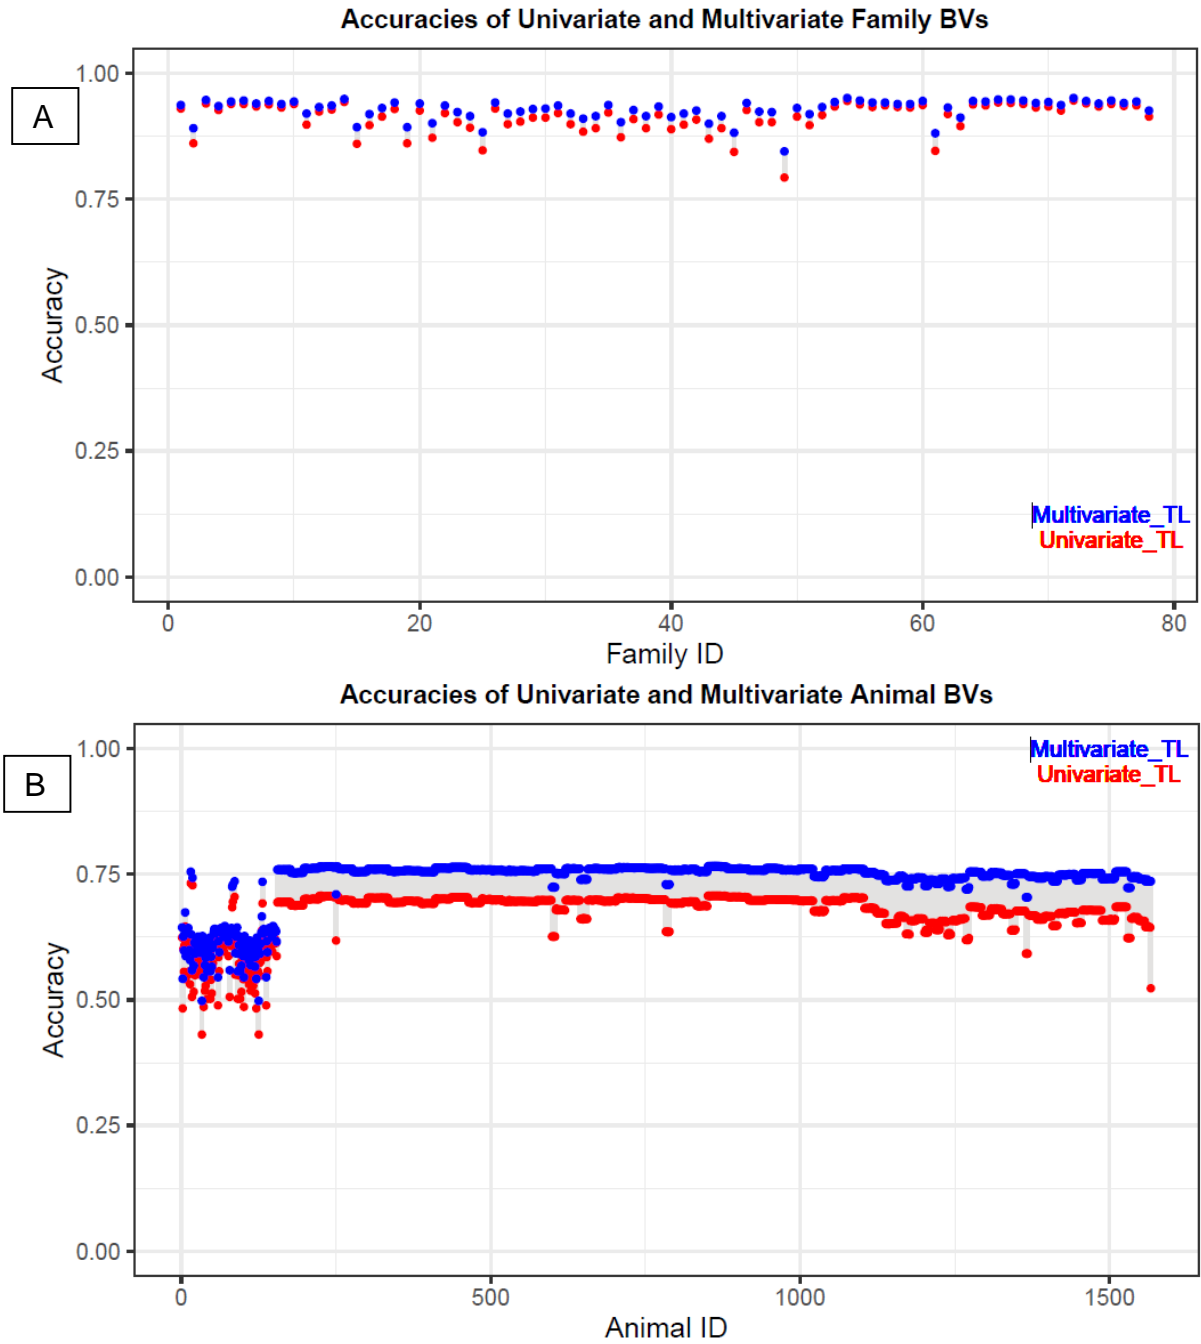 Accuracies of Univariate and Multivariate Family BVs
A
1.00
0.75
0.50
0.25
0.00
Accuracy
Multivariate_TL
Univariate_TL
0 20 40 60 80
Family ID
Accuracies of Univariate and Multivariate Animal BVs
B
1.00
0.75
0.50
0.25
0.00
Accuracy
Multivariate_TL
Univariate_TL
0 500 1000 1500
Animal ID